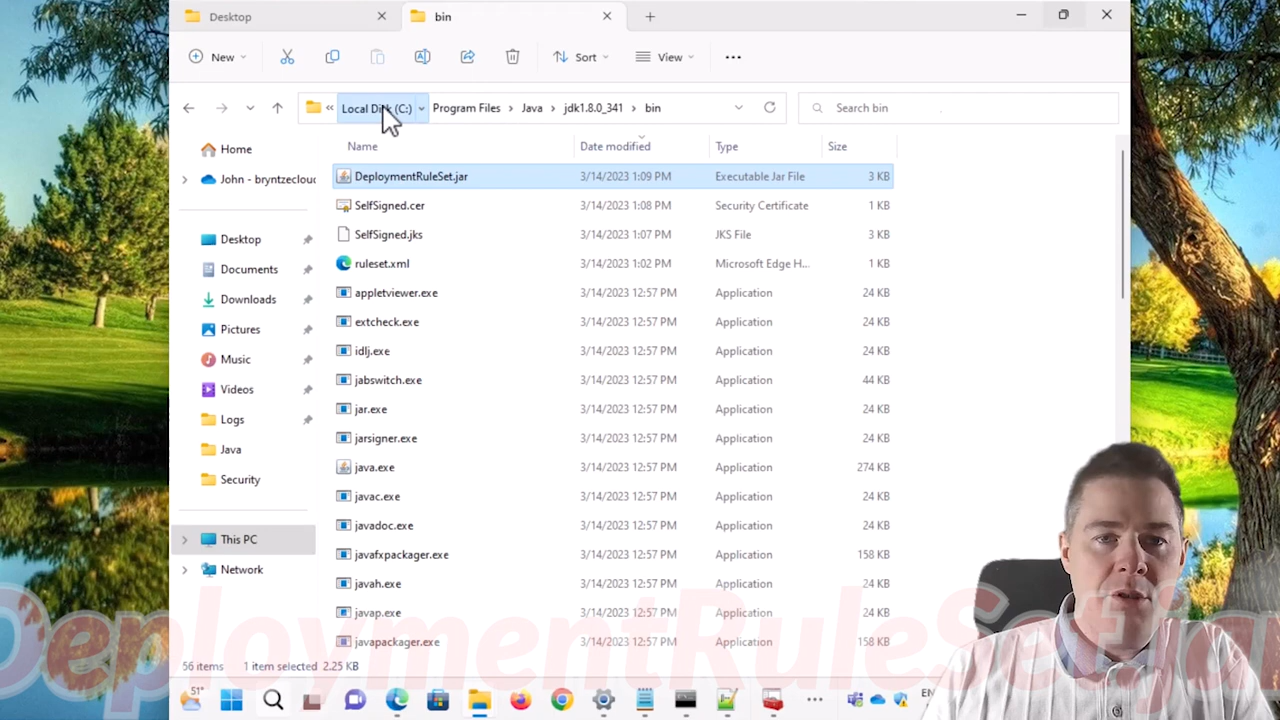 Desktop
bin
New
Sort
View
Local Disk (C:) Program Files Java jdk1.8.0_341 bin
Search bin
Home
John - bryntzecloud
Desktop
Documents
Downloads
Pictures
Music
Videos
Logs
Java
Security
This PC
Network
Name Date modified Type Size
DeploymentRuleSet.jar 3/14/2023 1:09 PM Executable Jar File 3 KB
SelfSigned.cer 3/14/2023 1:08 PM Security Certificate 1 KB
SelfSigned.jks 3/14/2023 1:07 PM JKS File 3 KB
ruleset.xml 3/14/2023 1:02 PM Microsoft Edge H... 1 KB
appletviewer.exe 3/14/2023 12:57 PM Application 24 KB
extcheck.exe 3/14/2023 12:57 PM Application 24 KB
idlj.exe 3/14/2023 12:57 PM Application 24 KB
jabswitch.exe 3/14/2023 12:57 PM Application 44 KB
jar.exe 3/14/2023 12:57 PM Application 24 KB
jarsigner.exe 3/14/2023 12:57 PM Application 24 KB
java.exe 3/14/2023 12:57 PM Application 274 KB
javac.exe 3/14/2023 12:57 PM Application 24 KB
javadoc.exe 3/14/2023 12:57 PM Application 24 KB
javafxpackager.exe 3/14/2023 12:57 PM Application 158 KB
javah.exe 3/14/2023 12:57 PM Application 24 KB
javap.exe 3/14/2023 12:57 PM Application 24 KB
javapackager.exe 3/14/2023 12:57 PM Application 158 KB
DeploymentRuleSet.jar
56 items 1 item selected 2.25 KB
51°
EN